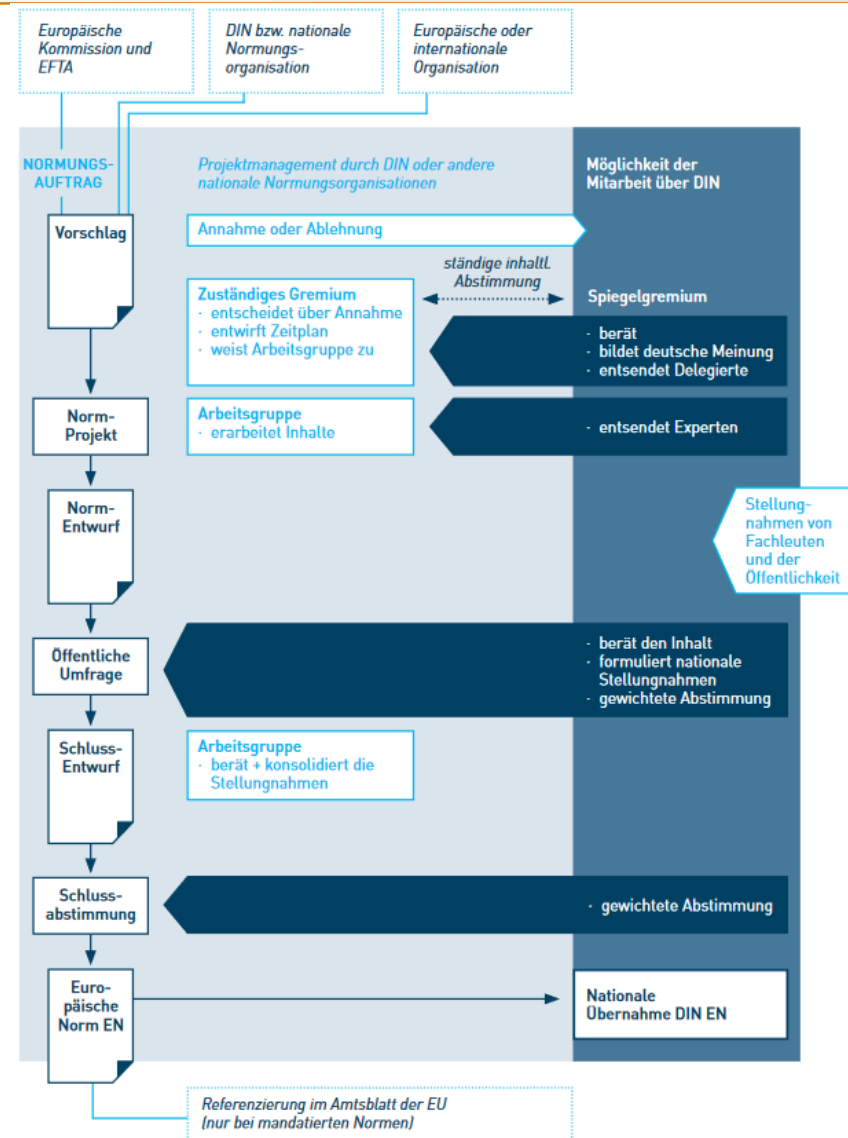 Europäische
Kommission und
EFTA
DIN bzw. nationale
Normungs-
organisation
Europäische oder
internationale
Organisation
NORMUNGS-
AUFTRAG
Projektmanagement durch DIN oder andere
nationale Normungsorganisationen
Möglichkeit der
Mitarbeit über DIN
Vorschlag
Annahme oder Ablehnung
ständige inhaltl.
Abstimmung
Zuständiges Gremium
· entscheidet über Annahme
· entwirft Zeitplan
· weist Arbeitsgruppe zu
Spiegelgremium
· berät
· bildet deutsche Meinung
· entsendet Delegierte
Norm-
Projekt
Arbeitsgruppe
· erarbeitet Inhalte
· entsendet Experten
Norm-
Entwurf
Stellung-
nahmen von
Fachleuten
und der
Öffentlichkeit
Öffentliche
Umfrage
· berät den Inhalt
· formuliert nationale
Stellungnahmen
· gewichtete Abstimmung
Schluss-
Entwurf
Arbeitsgruppe
· berät + konsolidiert die
Stellungnahmen
Schluss-
abstimmung
· gewichtete Abstimmung
Euro-
päische
Norm EN
Nationale
Übernahme DIN EN
Referenzierung im Amtsblatt der EU
(nur bei mandatierten Normen)